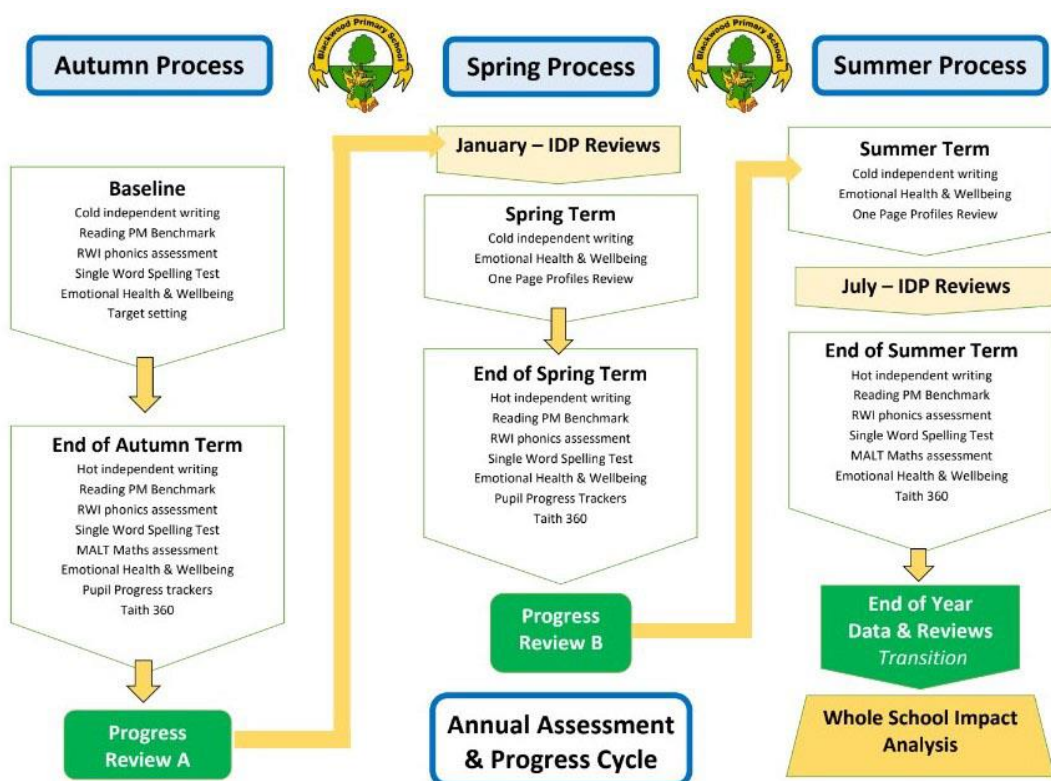 Autumn Process
Blackwood Primary School
Baseline
Cold independent writing
Reading PM Benchmark
RWI phonics assessment
Single Word Spelling Test
Emotional Health & Wellbeing
Target setting
End of Autumn Term
Hot independent writing
Reading PM Benchmark
RWI phonics assessment
Single Word Spelling Test
MALT Maths assessment
Emotional Health & Wellbeing
Pupil Progress trackers
Taith 360
Progress
Review A
Spring Process
Blackwood Primary School
January – IDP Reviews
Spring Term
Cold independent writing
Emotional Health & Wellbeing
One Page Profiles Review
End of Spring Term
Hot independent writing
Reading PM Benchmark
RWI phonics assessment
Single Word Spelling Test
Emotional Health & Wellbeing
Pupil Progress Trackers
Taith 360
Progress
Review B
Annual Assessment
& Progress Cycle
Summer Process
Summer Term
Cold independent writing
Emotional Health & Wellbeing
One Page Profiles Review
July – IDP Reviews
End of Summer Term
Hot independent writing
Reading PM Benchmark
RWI phonics assessment
Single Word Spelling Test
MALT Maths assessment
Emotional Health & Wellbeing
Taith 360
End of Year
Data & Reviews
Transition
Whole School Impact
Analysis